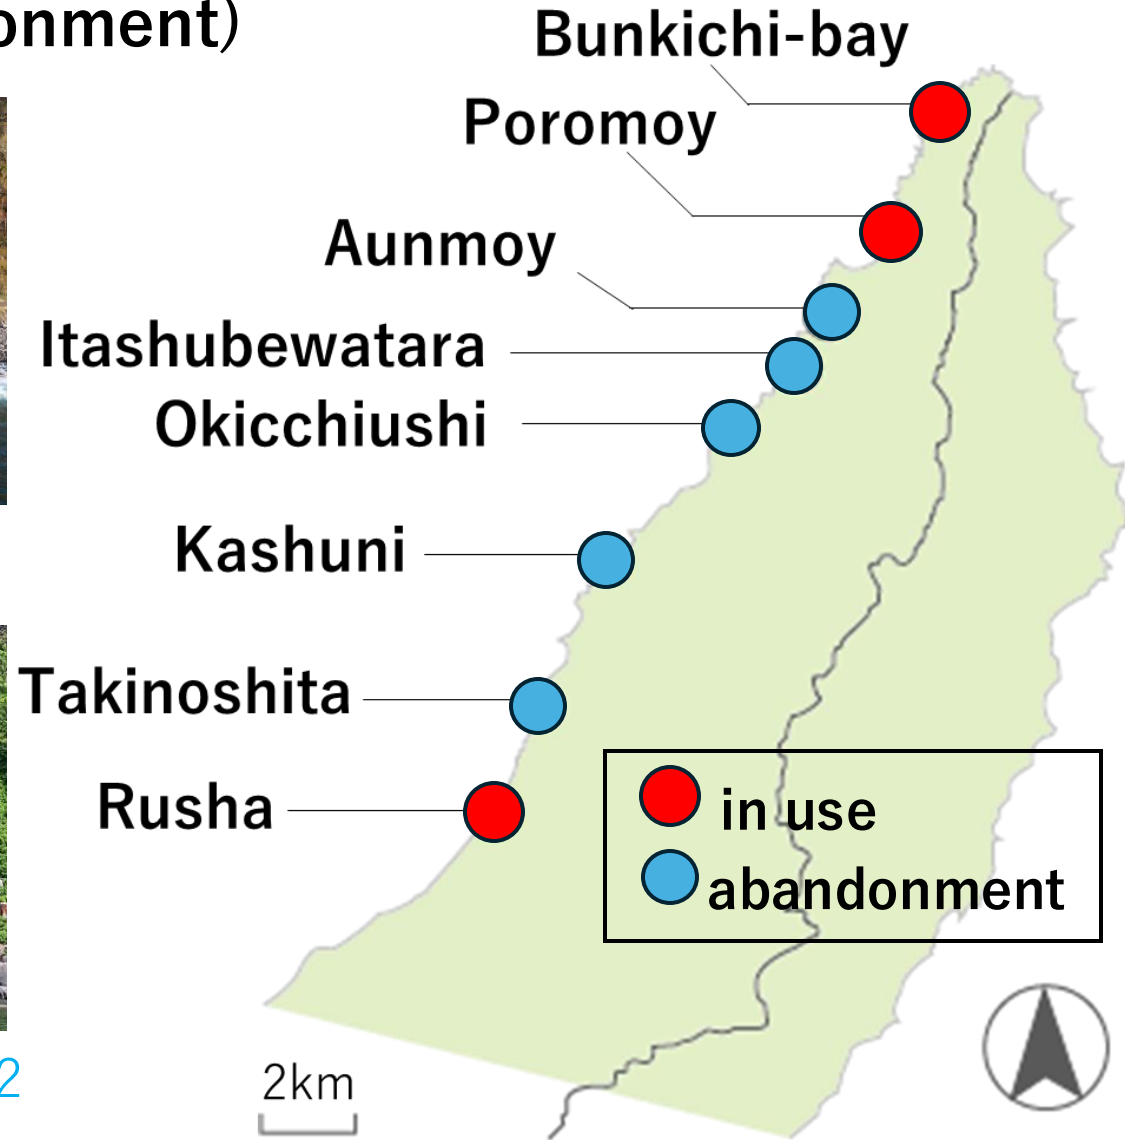 onment)
Bunkichi-bay
Poromoy
Aunmoy
Itashubewatara
Okicchiushi
Kashuni
Takinoshita
Rusha
in use
abandonment
2km
2